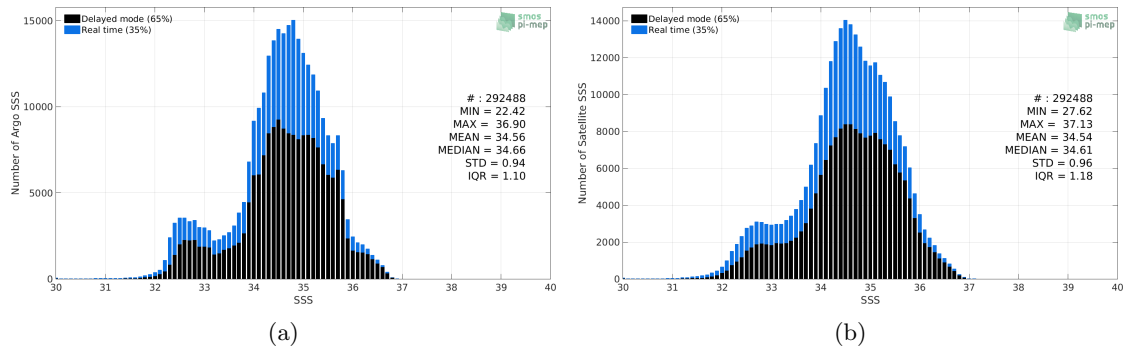 Delayed mode (65%)
Real time (35%)
smos
pi-mep
Number of Argo SSS
15000
10000
5000
0
# : 292488
MIN = 22.42
MAX =  36.90
MEAN = 34.56
MEDIAN = 34.66
STD = 0.94
IQR = 1.10
30 31 32 33 34 35 36 37 38 39 40
SSS
(a)
Delayed mode (65%)
Real time (35%)
smos
pi-mep
Number of Satellite SSS
14000
12000
10000
8000
6000
4000
2000
0
# : 292488
MIN = 27.62
MAX =  37.13
MEAN = 34.54
MEDIAN = 34.61
STD = 0.96
IQR = 1.18
30 31 32 33 34 35 36 37 38 39 40
SSS
(b)